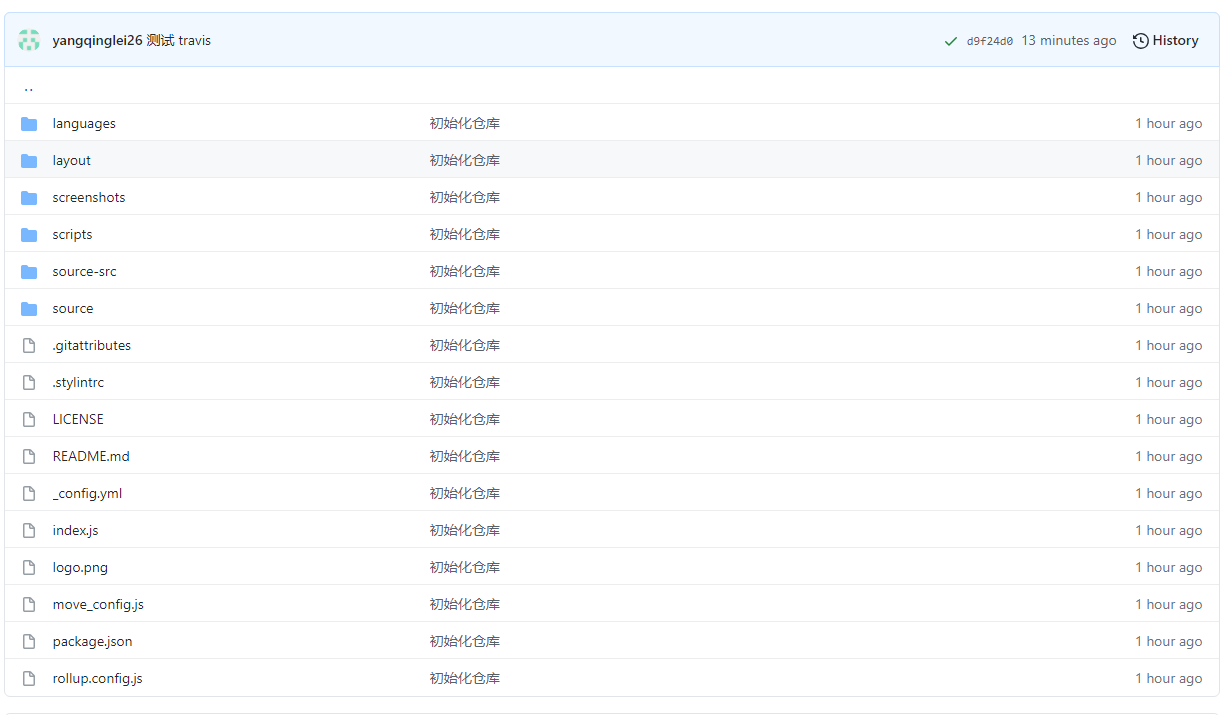 yangqinglei26 测试 travis d9f24d0 13 minutes ago History
..
languages 初始化仓库 1 hour ago
layout 初始化仓库 1 hour ago
screenshots 初始化仓库 1 hour ago
scripts 初始化仓库 1 hour ago
source-src 初始化仓库 1 hour ago
source 初始化仓库 1 hour ago
.gitattributes 初始化仓库 1 hour ago
.stylintrc 初始化仓库 1 hour ago
LICENSE 初始化仓库 1 hour ago
README.md 初始化仓库 1 hour ago
_config.yml 初始化仓库 1 hour ago
index.js 初始化仓库 1 hour ago
logo.png 初始化仓库 1 hour ago
move_config.js 初始化仓库 1 hour ago
package.json 初始化仓库 1 hour ago
rollup.config.js 初始化仓库 1 hour ago